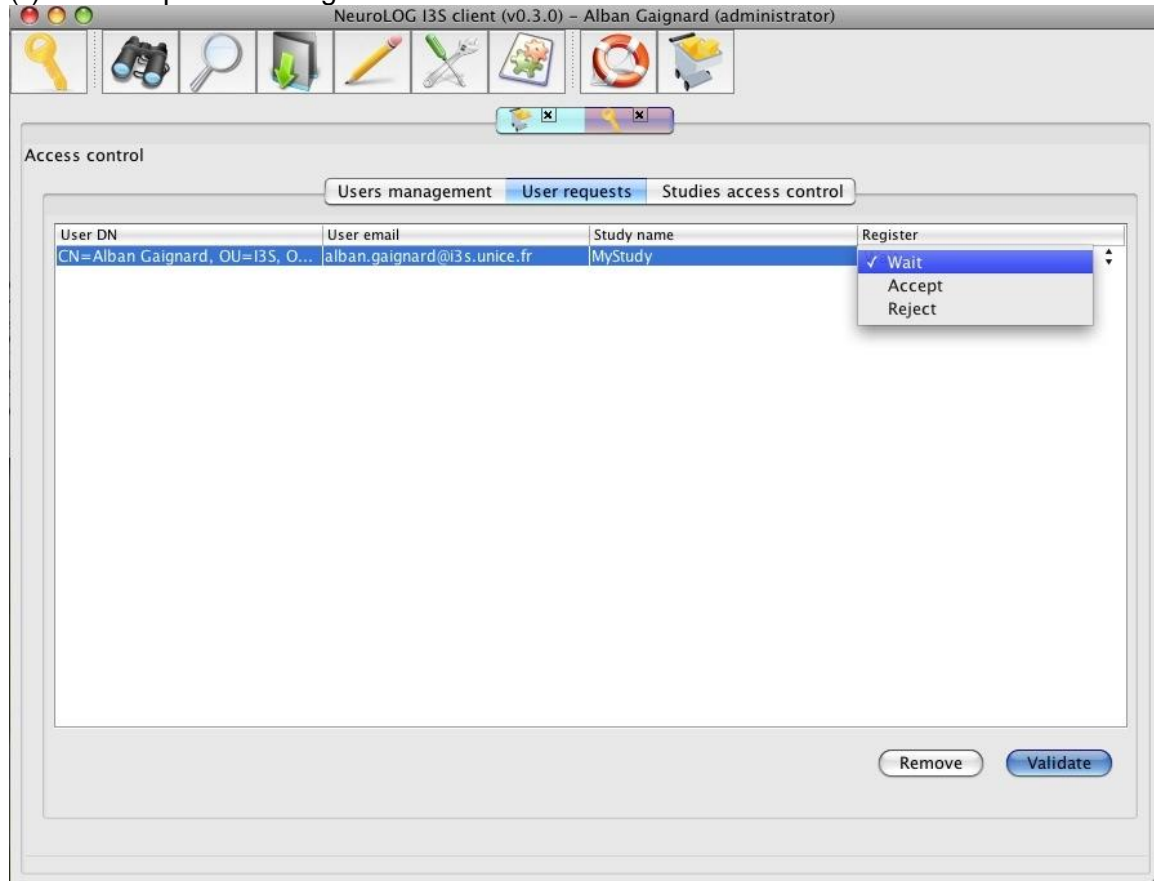 NeuroLOG I3S client (v0.3.0) – Alban Gaignard (administrator)
Access control
Users management User requests Studies access control
User DN User email Study name Register
CN=Alban Gaignard, OU=I3S, O... alban.gaignard@i3s.unice.fr MyStudy ✓ Wait
Accept
Reject
Remove Validate